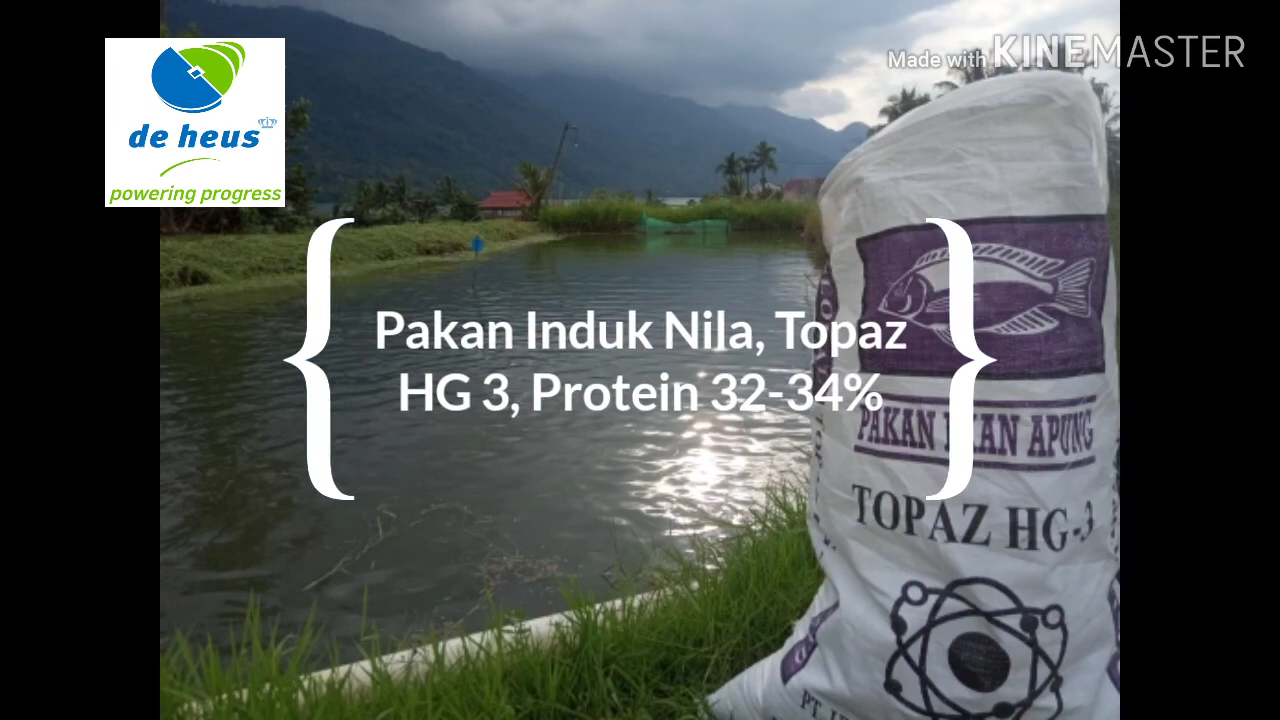 de heus
powering progress
Made with KINEMASTER
Pakan Induk Nila, Topaz
HG 3, Protein 32-34%
PAKAN IKAN APUNG
TOPAZ HG-3
PT